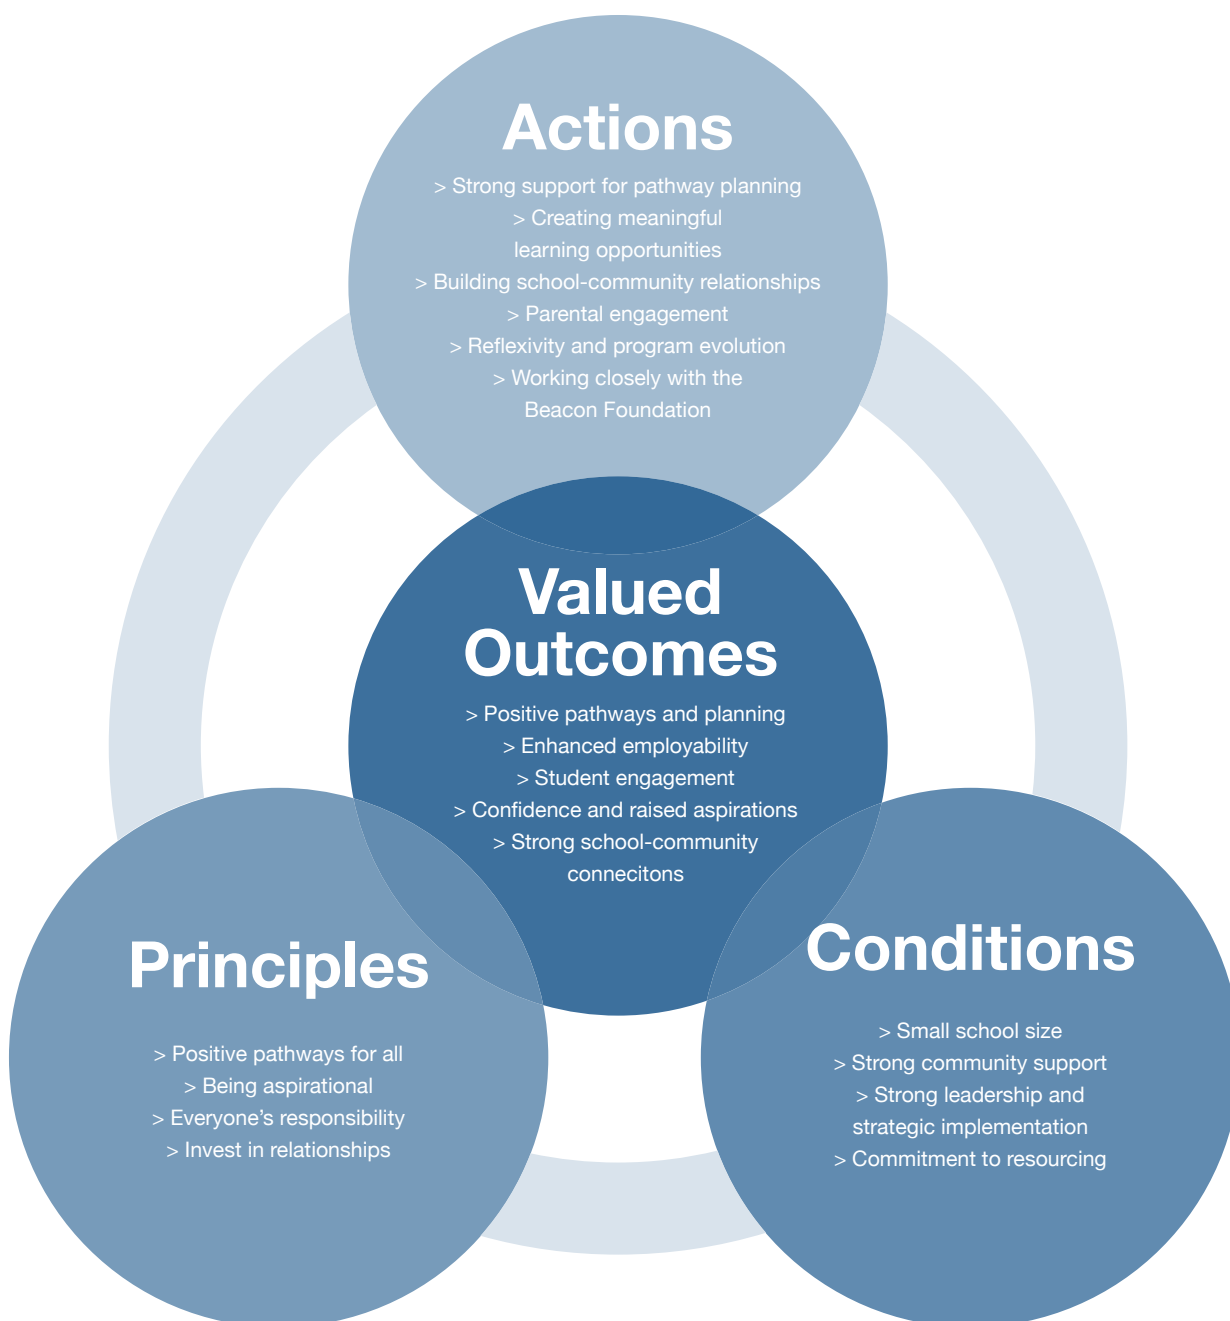 Actions
> Strong support for pathway planning
> Creating meaningful
learning opportunities
> Building school-community relationships
> Parental engagement
> Reflexivity and program evolution
> Working closely with the
Beacon Foundation
Valued
Outcomes
> Positive pathways and planning
> Enhanced employability
> Student engagement
> Confidence and raised aspirations
> Strong school-community
connecitons
Principles
> Positive pathways for all
> Being aspirational
> Everyone’s responsibility
> Invest in relationships
Conditions
> Small school size
> Strong community support
> Strong leadership and
strategic implementation
> Commitment to resourcing